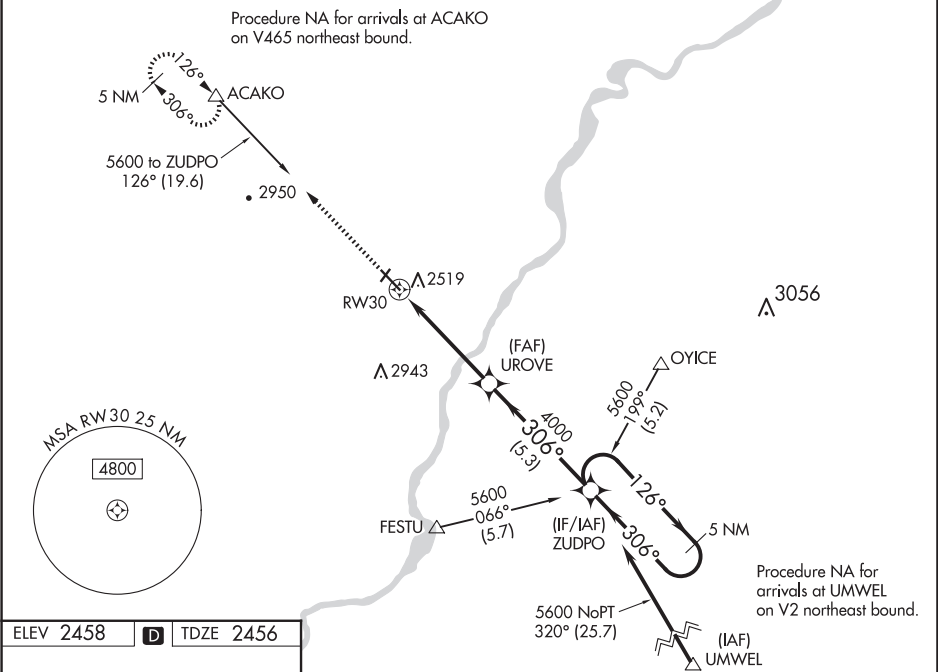 Procedure NA for arrivals at ACAKO
on V465 northeast bound.
126°
5 NM
306°
ACAKO
5600 to ZUDPO
126° (19.6)
2950
2519
RW30
3056
(FAF)
UROVE
2943
OYICE
5600
199°
(5.2)
4000
306°
(5.3)
MSA RW30 25 NM
4800
126°
5600
066°
(5.7)
FESTU
(IF/IAF)
ZUDPO
306°
5 NM
Procedure NA for
arrivals at UMWEL
on V2 northeast bound.
5600 NoPT
320° (25.7)
(IAF)
UMWEL
ELEV 2458 D TDZE 2456